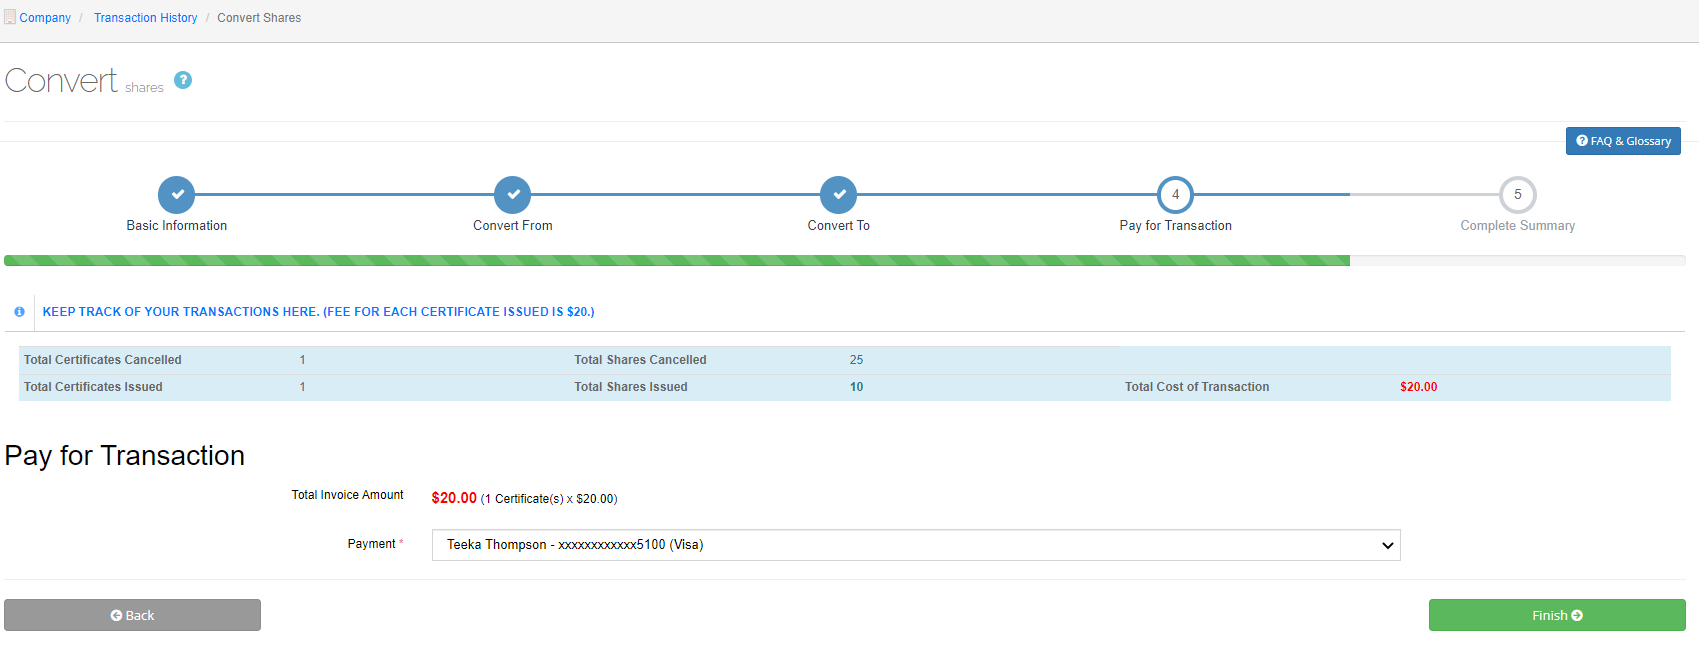 Company / Transaction History / Convert Shares
Convert shares ?
? FAQ & Glossary
4 5
Basic Information Convert From Convert To Pay for Transaction Complete Summary
KEEP TRACK OF YOUR TRANSACTIONS HERE. (FEE FOR EACH CERTIFICATE ISSUED IS $20.)
Total Certificates Cancelled 1 Total Shares Cancelled 25
Total Certificates Issued 1 Total Shares Issued 10 Total Cost of Transaction $20.00
Pay for Transaction
Total Invoice Amount $20.00 (1 Certificate(s) x $20.00)
Payment * Teeka Thompson - xxxxxxxxxxxx5100 (Visa)
Back Finish